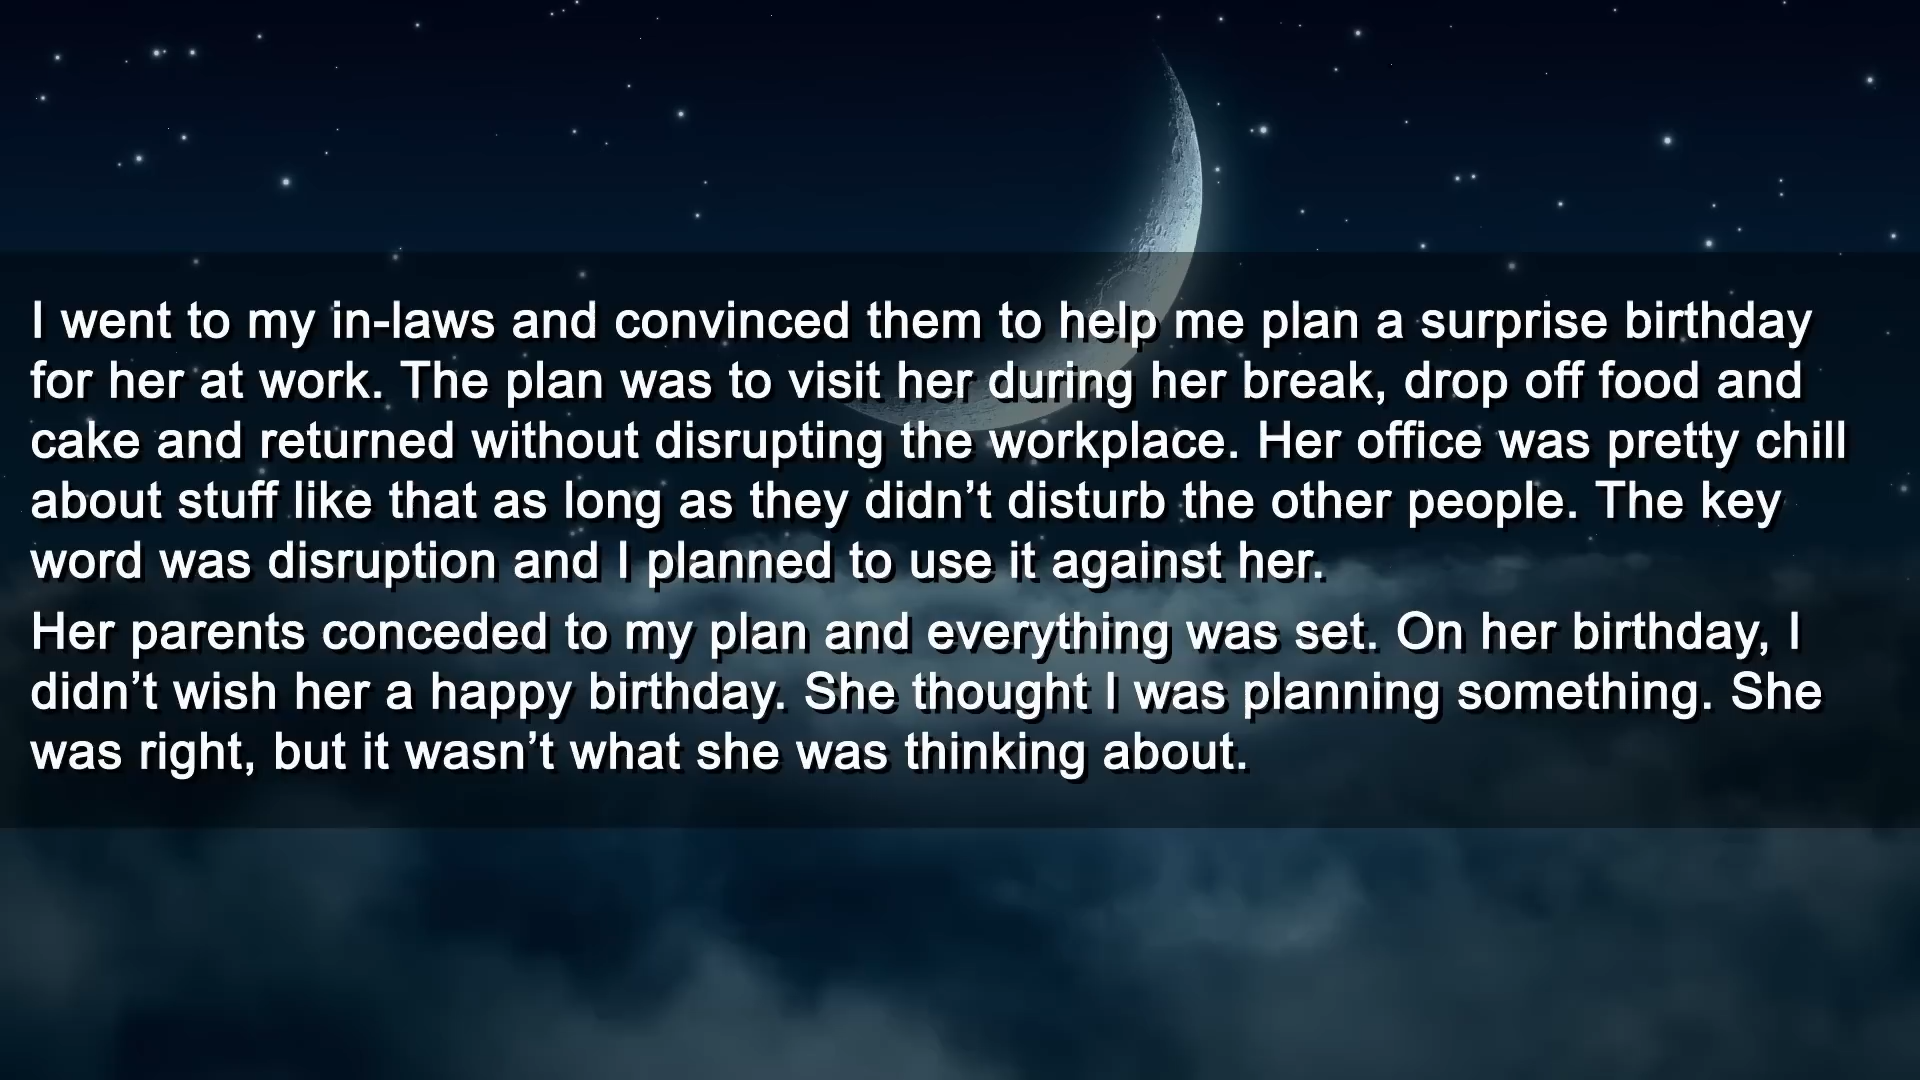 I went to my in-laws and convinced them to help me plan a surprise birthday
for her at work. The plan was to visit her during her break, drop off food and
cake and returned without disrupting the workplace. Her office was pretty chill
about stuff like that as long as they didn’t disturb the other people. The key
word was disruption and I planned to use it against her.
Her parents conceded to my plan and everything was set. On her birthday, I
didn’t wish her a happy birthday. She thought I was planning something. She
was right, but it wasn’t what she was thinking about.